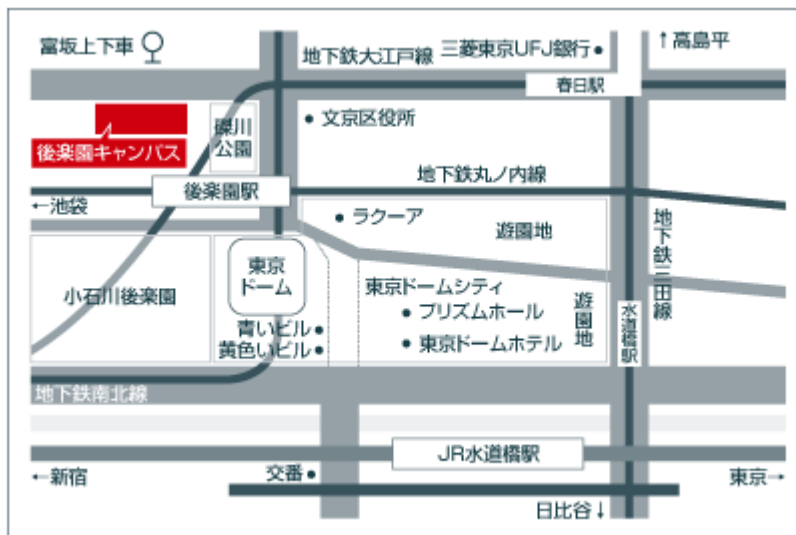 富坂上下車
地下鉄大江戸線
三菱東京UFJ銀行
↑高島平
春日駅
後楽園キャンパス
礫川
公園
文京区役所
後楽園駅
地下鉄丸ノ内線
←池袋
ラクーア
遊園地
地下鉄三田線
小石川後楽園
東京
ドーム
東京ドームシティ
プリズムホール
東京ドームホテル
遊園地
水道橋駅
青いビル
黄色いビル
地下鉄南北線
JR水道橋駅
←新宿
交番
東京→
日比谷↓